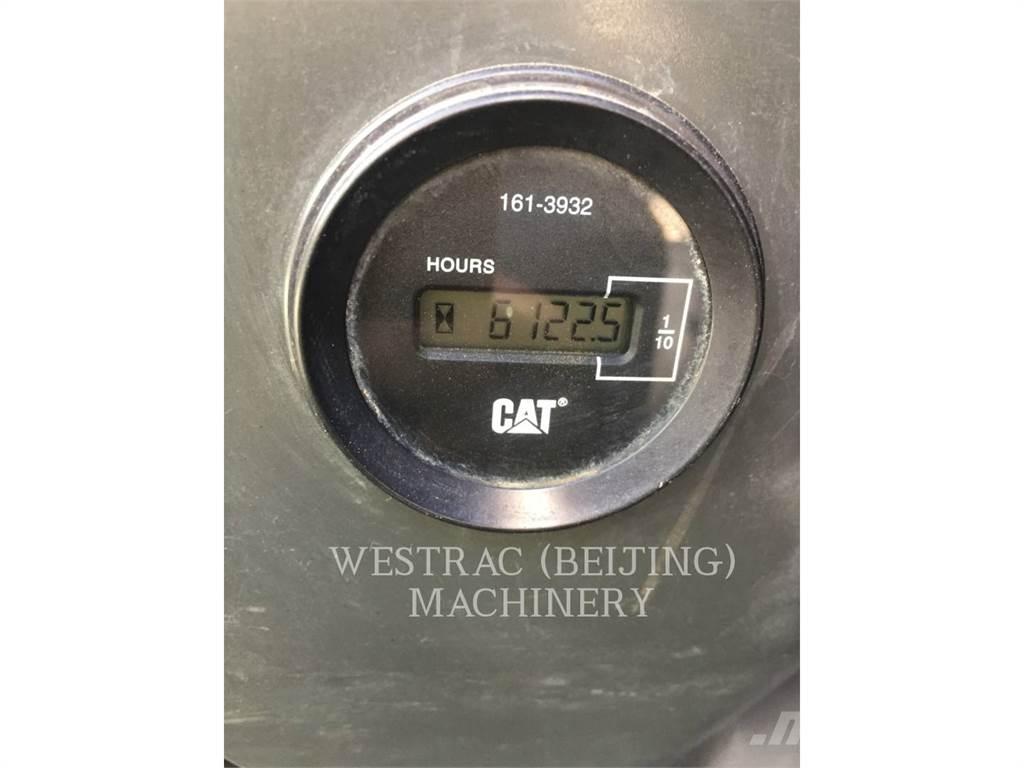 161-3932
HOURS
6122.5
1
10
CAT®
WESTRAC (BEIJING)
MACHINERY